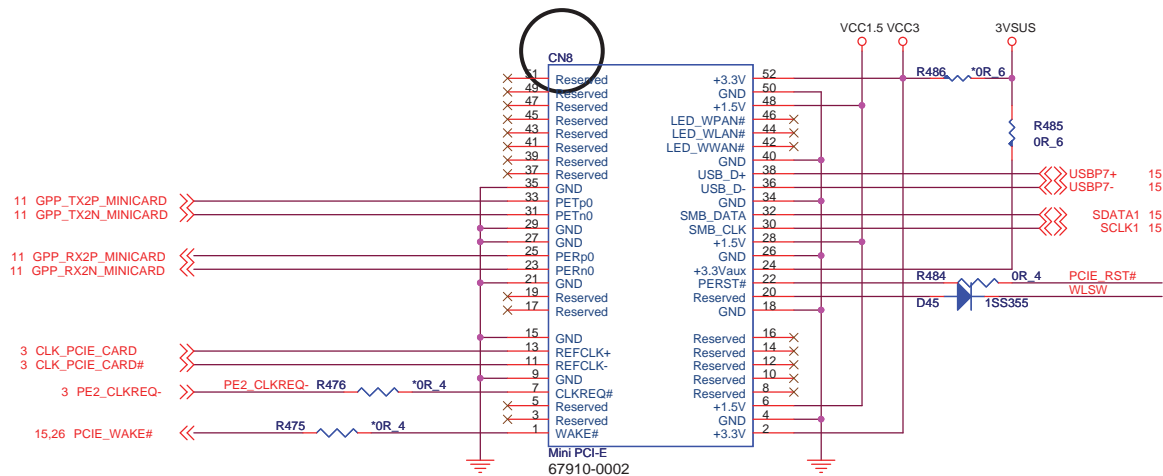 VCC1.5 VCC3 3VSUS
CN8
51 Reserved +3.3V 52 R486 *0R_6
49 Reserved GND 50
47 Reserved +1.5V 48
45 Reserved LED_WPAN# 46
43 Reserved LED_WLAN# 44 R485
41 Reserved LED_WWAN# 42 0R_6
39 Reserved GND 40
37 Reserved USB_D+ 38 USBP7+ 15
35 GND USB_D- 36 USBP7- 15
11 GPP_TX2P_MINICARD 33 PETp0 GND 34
11 GPP_TX2N_MINICARD 31 PETn0 SMB_DATA 32 SDATA1 15
29 GND SMB_CLK 30 SCLK1 15
27 GND +1.5V 28
11 GPP_RX2P_MINICARD 25 PERp0 GND 26
11 GPP_RX2N_MINICARD 23 PERn0 +3.3Vaux 24
21 GND PERST# 22 R484 0R_4 PCIE_RST#
19 Reserved Reserved 20 D45 1SS355 WLSW
17 Reserved GND 18
15 GND Reserved 16
3 CLK_PCIE_CARD 13 REFCLK+ Reserved 14
3 CLK_PCIE_CARD# 11 REFCLK- Reserved 12
9 GND Reserved 10
3 PE2_CLKREQ- PE2_CLKREQ- R476 *0R_4 7 CLKREQ# Reserved 8
5 Reserved +1.5V 6
3 Reserved GND 4
15,26 PCIE_WAKE# R475 *0R_4 1 WAKE# +3.3V 2
Mini PCI-E
67910-0002